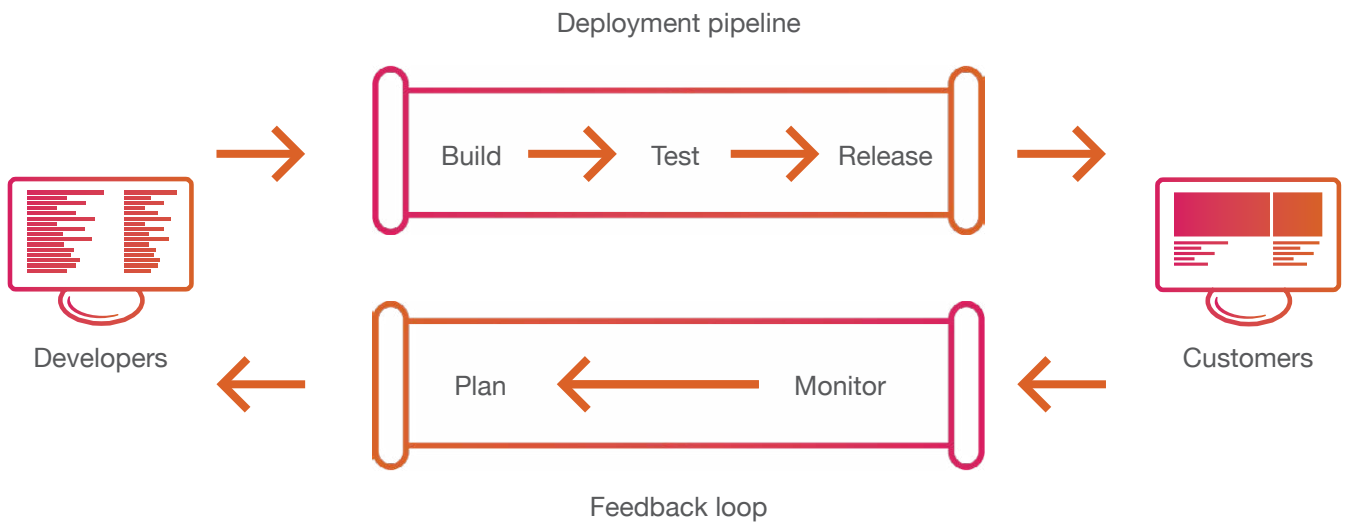 Deployment pipeline
Build Test Release
Developers
Customers
Plan Monitor
Feedback loop